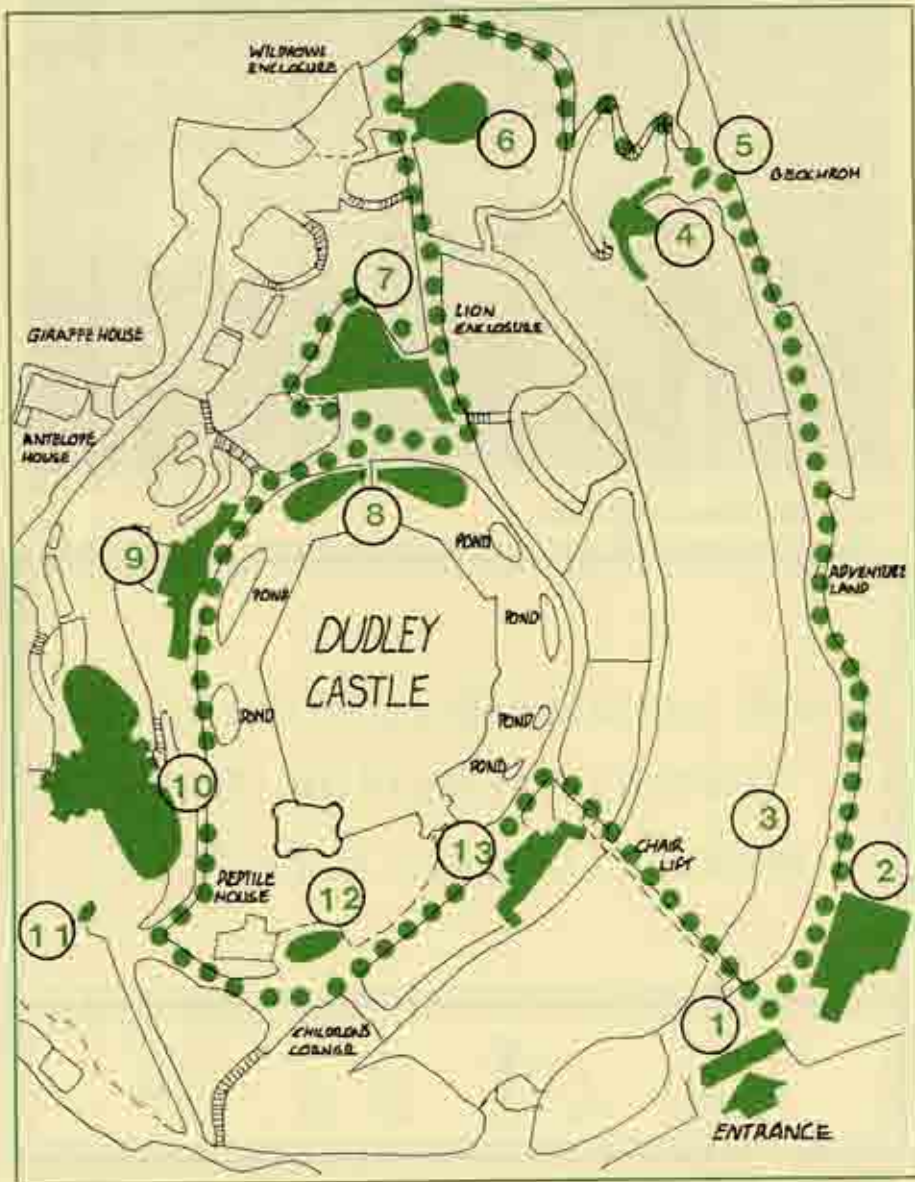 WILDFOWL
ENCLOSURE
6
5
BECKHROM
4
7
LION
ENCLOSURE
GIRAFFE HOUSE
ANTELOPE
HOUSE
8
9
POND
POND
POND
ADVENTURE
LAND
DUDLEY
CASTLE
POND
POND
POND
10
3
13
CHAIR
LIFT
2
REPTILE
HOUSE
12
11
1
CHILDRENS
CORNER
ENTRANCE